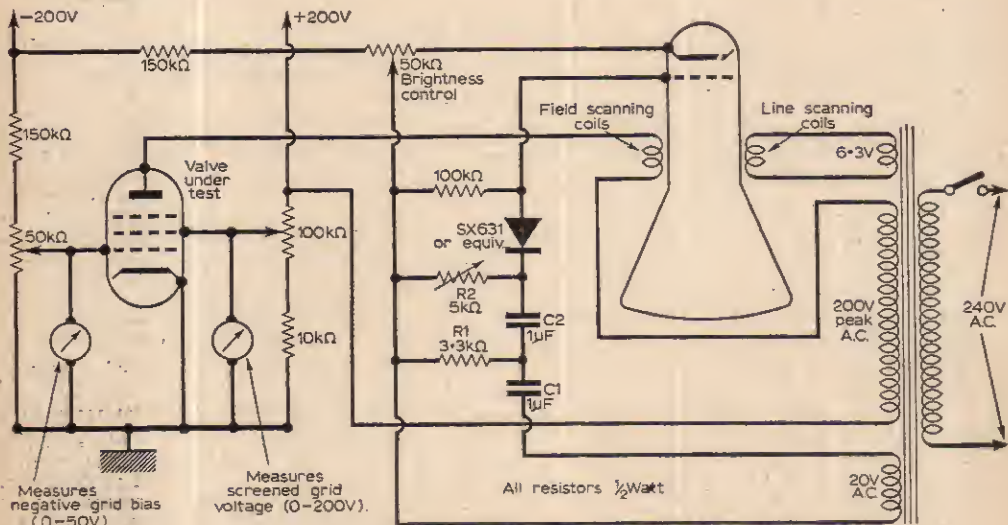 -200V
+200V
150kΩ
50kΩ
Brightness
control
Field scanning
coils
Line scanning
coils
6·3V
150kΩ
Valve
under
test
100kΩ
SX631
or equiv.
50kΩ
100kΩ
R2
5kΩ
C2
1μF
200V
peak
A.C.
240V
A.C.
R1
3·3kΩ
10kΩ
C1
1μF
Measures
negative grid bias
(0-50V)
Measures
screened grid
voltage (0-200V).
All resistors ½Watt
20V
A.C.